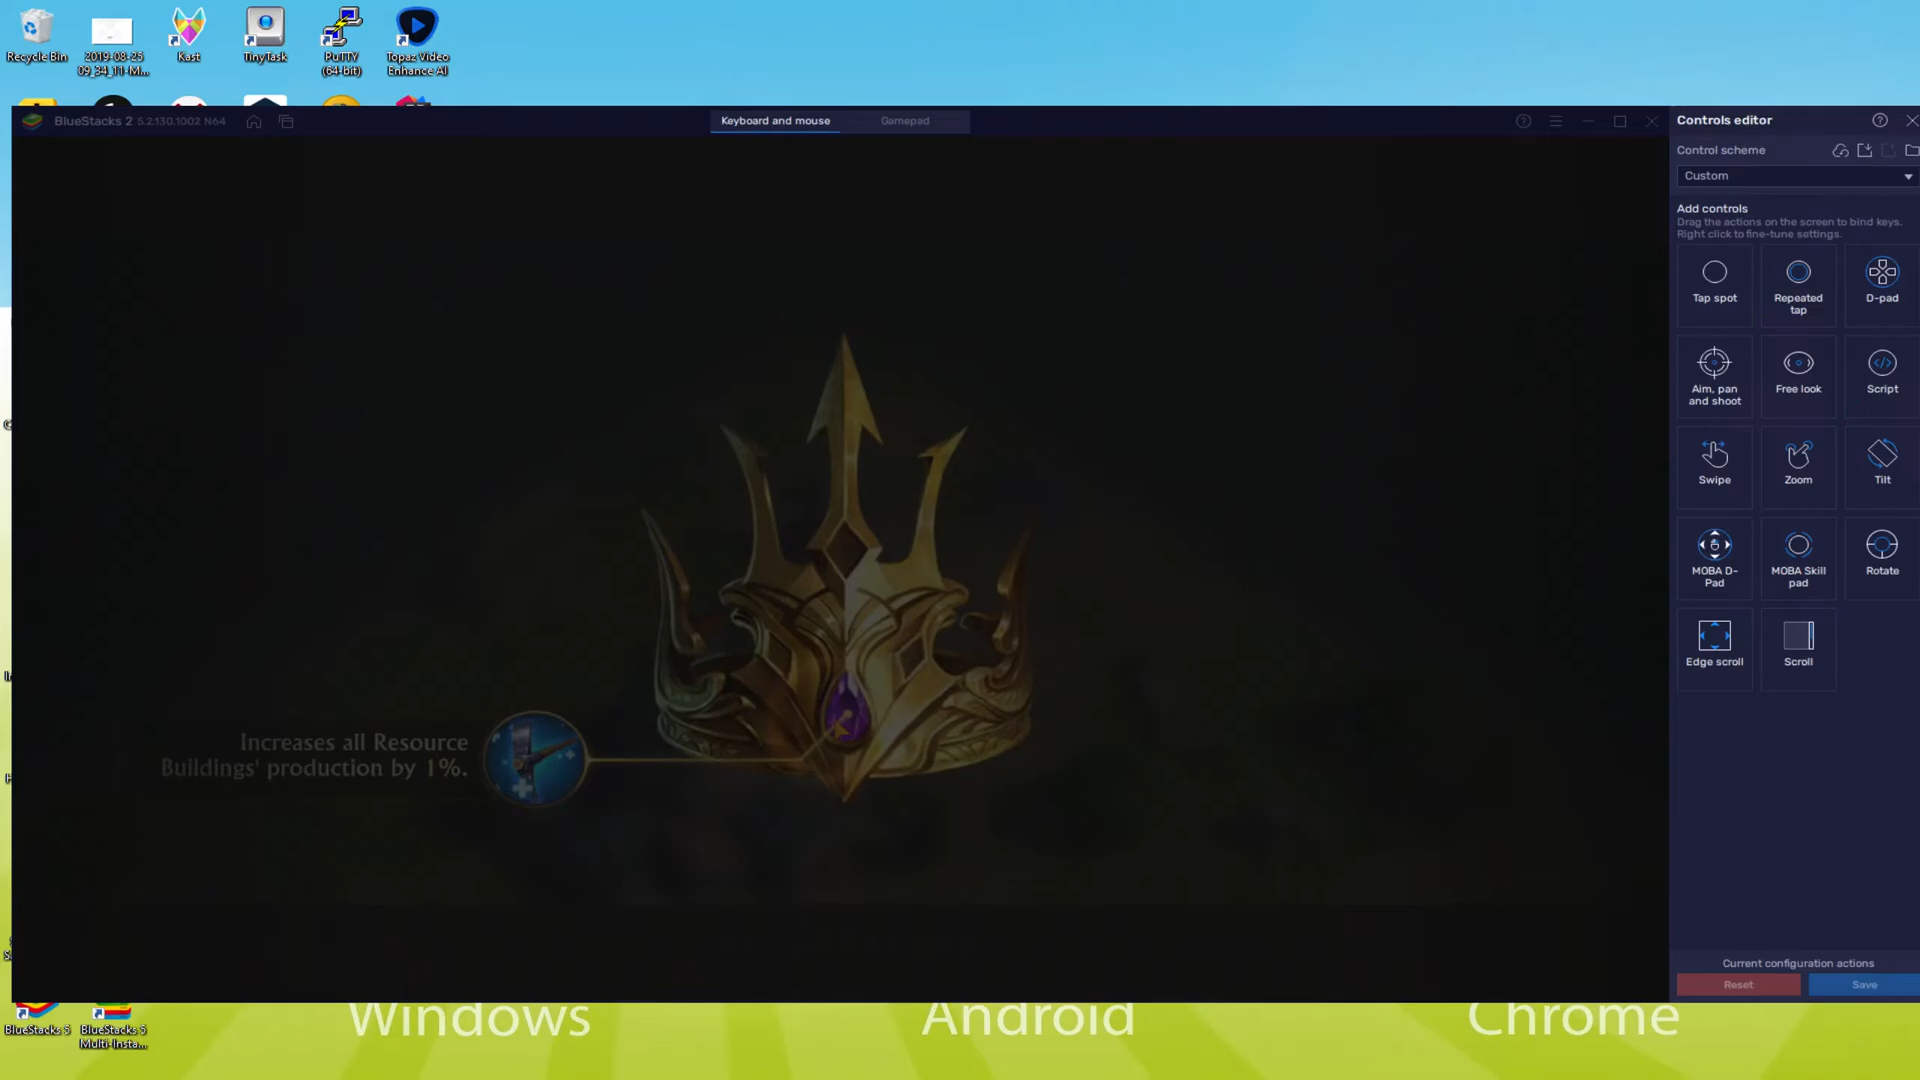 Recycle Bin
2019-08-25
09_34_11-M...
Kast
TinyTask
PuTTY
(64-bit)
Topaz Video
Enhance AI
BlueStacks 2 5.2.130.1002 N64
Keyboard and mouse
Gamepad
Controls editor
Control scheme
Custom
Add controls
Drag the actions on the screen to bind keys.
Right click to fine-tune settings.
Tap spot
Repeated
tap
D-pad
Aim, pan
and shoot
Free look
Script
Swipe
Zoom
Tilt
MOBA D-
Pad
MOBA Skill
pad
Rotate
Edge scroll
Scroll
Increases all Resource
Buildings' production by 1%.
Current configuration actions
Reset
Save
BlueStacks 5
BlueStacks 5
Multi-Insta...
Windows
Android
Chrome